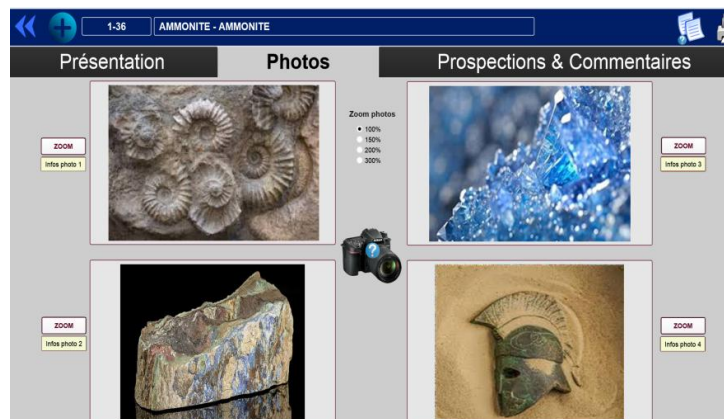 1-36
AMMONITE - AMMONITE
Présentation
Photos
Prospections & Commentaires
Zoom photos
100%
150%
200%
300%
ZOOM
Infos photo 1
ZOOM
Infos photo 3
?
ZOOM
Infos photo 2
ZOOM
Infos photo 4